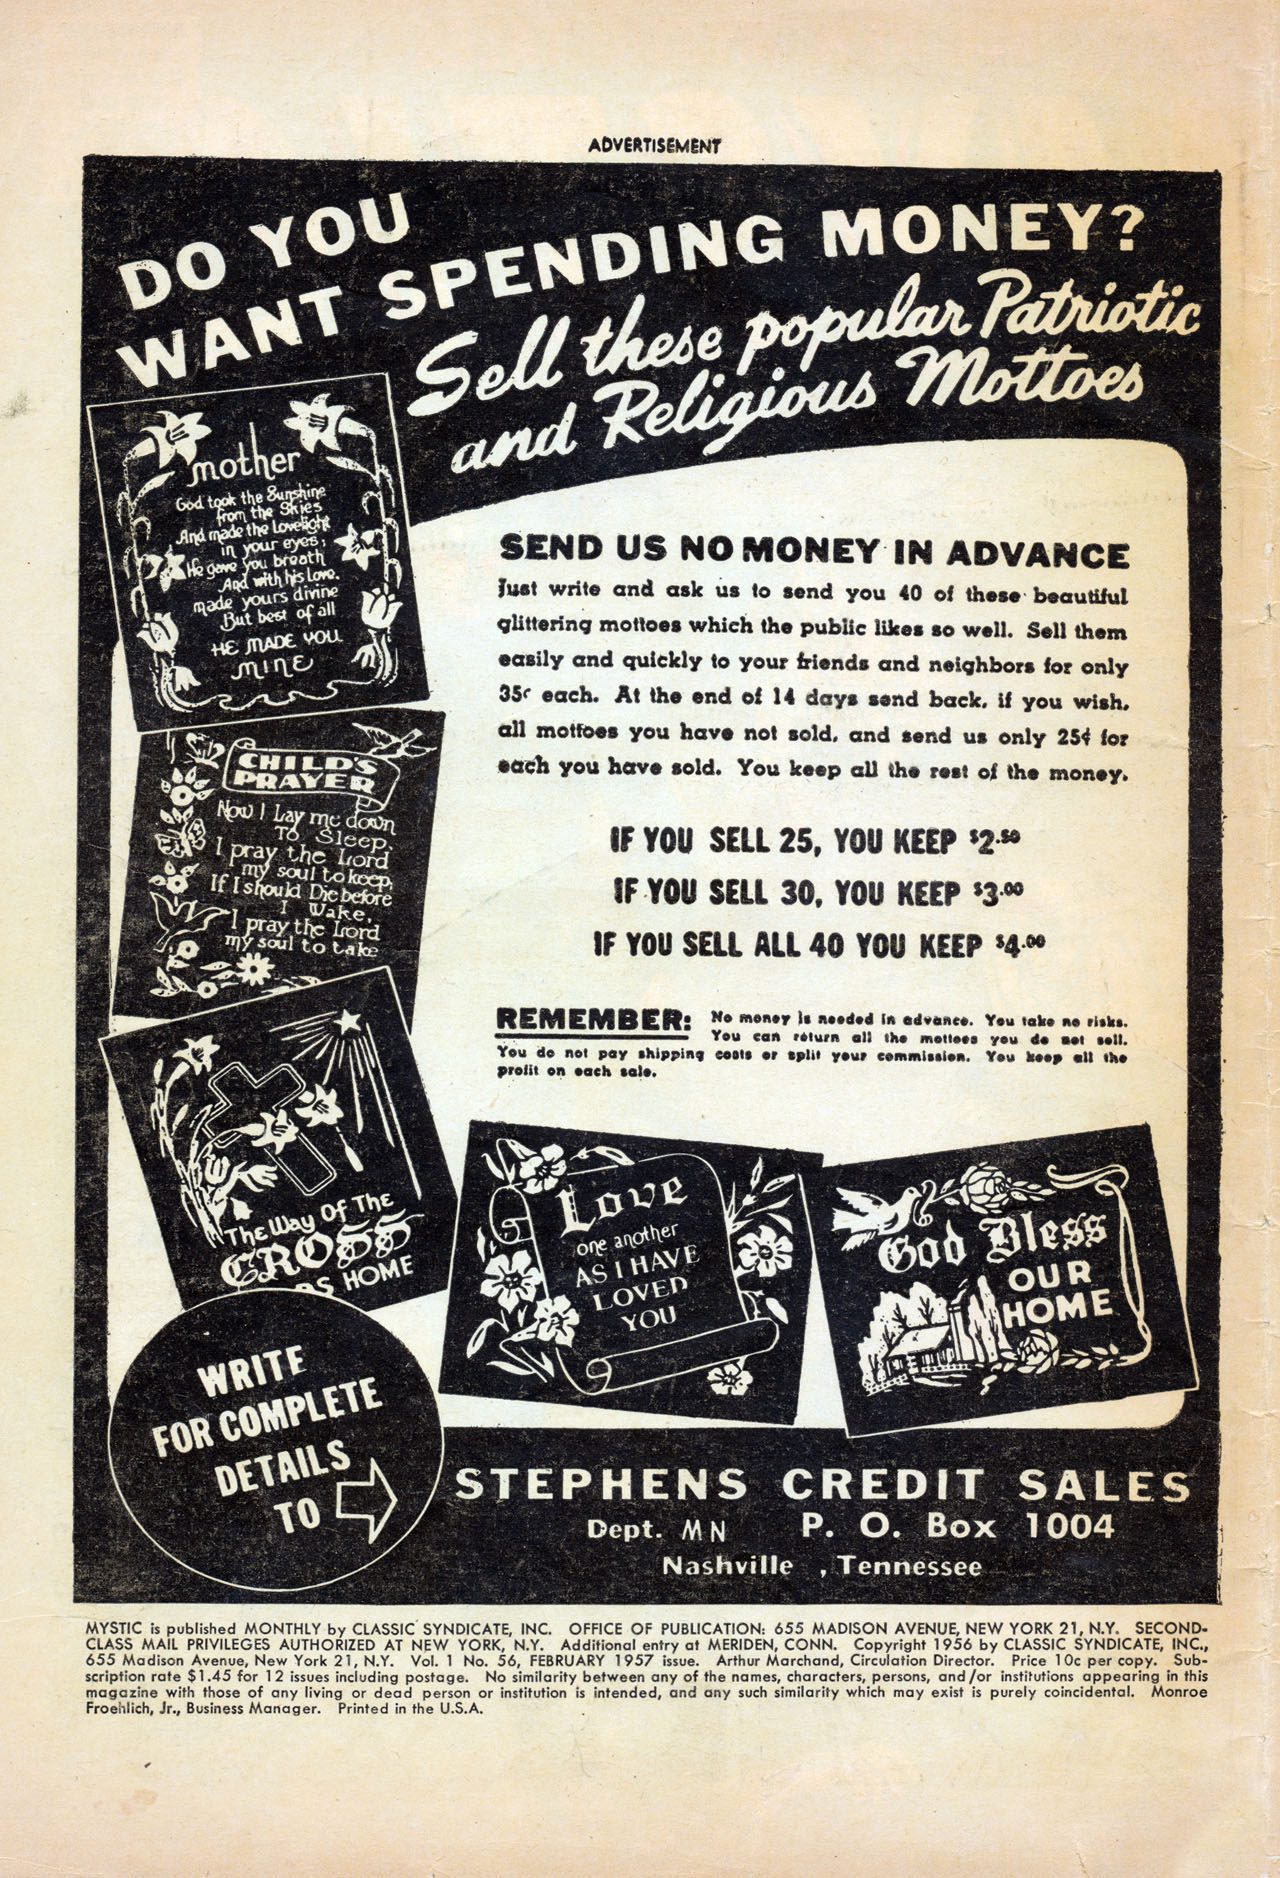 ADVERTISEMENT
DO YOU
WANT SPENDING MONEY?
Sell these popular Patriotic
and Religious Mottoes
mother
God took the Sunshine
from the Skies
And made the Lovelight
in your eyes;
He gave you breath
And with his Love,
made yours divine
But best of all
HE MADE YOU
MINE
CHILD'S
PRAYER
Now I Lay me down
To Sleep,
I pray the Lord
my soul to keep,
If I should Die before
I Wake,
I pray the Lord
my soul to take
The Way Of The
CROSS
DS HOME
SEND US NO MONEY IN ADVANCE
Just write and ask us to send you 40 of these beautiful
glittering mottoes which the public likes so well. Sell them
easily and quickly to your friends and neighbors for only
35¢ each. At the end of 14 days send back, if you wish,
all mottoes you have not sold, and send us only 25¢ for
each you have sold. You keep all the rest of the money.
IF YOU SELL 25, YOU KEEP $2.50
IF YOU SELL 30, YOU KEEP $3.00
IF YOU SELL ALL 40 YOU KEEP $4.00
REMEMBER: No money is needed in advance. You take no risks.
You can return all the mottoes you do not sell.
You do not pay shipping costs or split your commission. You keep all the
profit on each sale.
Love
one another
AS I HAVE
LOVED
YOU
God Bless
OUR
HOME
WRITE
FOR COMPLETE
DETAILS
TO
STEPHENS CREDIT SALES
Dept. MN P. O. Box 1004
Nashville , Tennessee
MYSTIC is published MONTHLY by CLASSIC SYNDICATE, INC. OFFICE OF PUBLICATION: 655 MADISON AVENUE, NEW YORK 21, N.Y. SECOND-
CLASS MAIL PRIVILEGES AUTHORIZED AT NEW YORK, N.Y. Additional entry at MERIDEN, CONN. Copyright 1956 by CLASSIC SYNDICATE, INC.,
655 Madison Avenue, New York 21, N.Y. Vol. 1 No. 56, FEBRUARY 1957 issue. Arthur Marchand, Circulation Director. Price 10c per copy. Sub-
scription rate $1.45 for 12 issues including postage. No similarity between any of the names, characters, persons, and/or institutions appearing in this
magazine with those of any living or dead person or institution is intended, and any such similarity which may exist is purely coincidental. Monroe
Froehlich, Jr., Business Manager. Printed in the U.S.A.